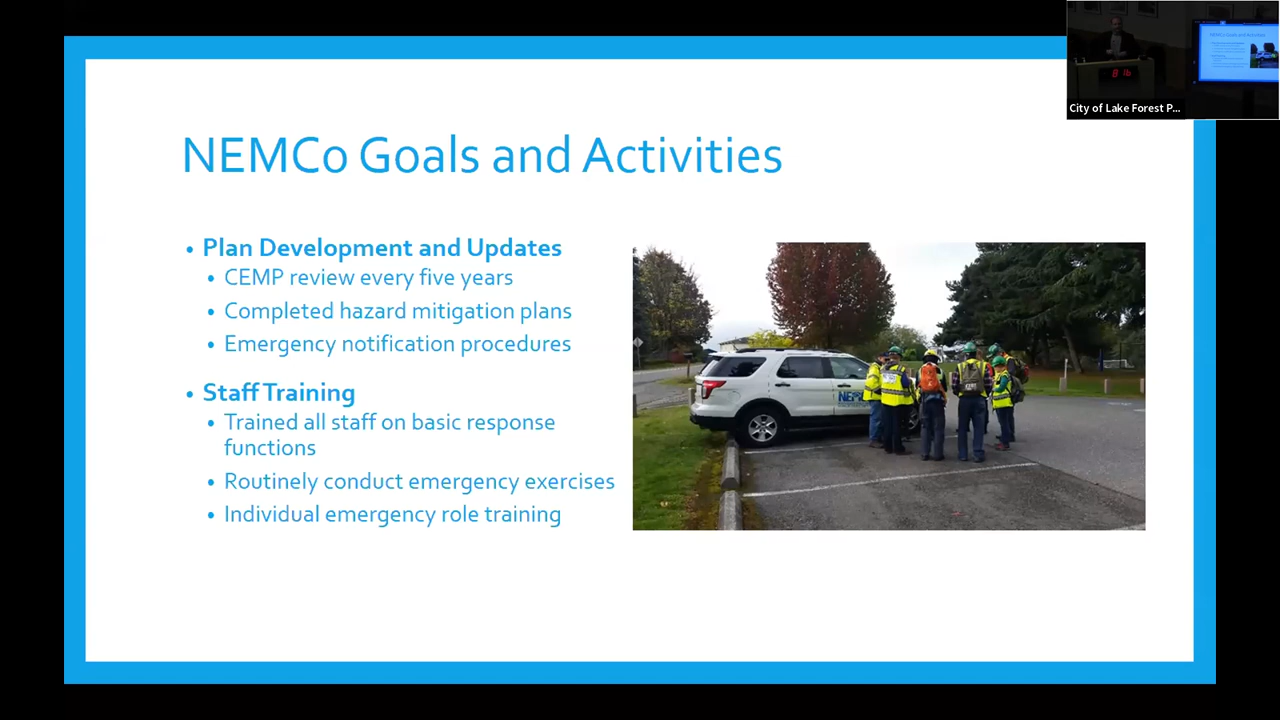 City of Lake Forest P...
NEMCo Goals and Activities
• Plan Development and Updates
• CEMP review every five years
• Completed hazard mitigation plans
• Emergency notification procedures
• Staff Training
• Trained all staff on basic response
functions
• Routinely conduct emergency exercises
• Individual emergency role training